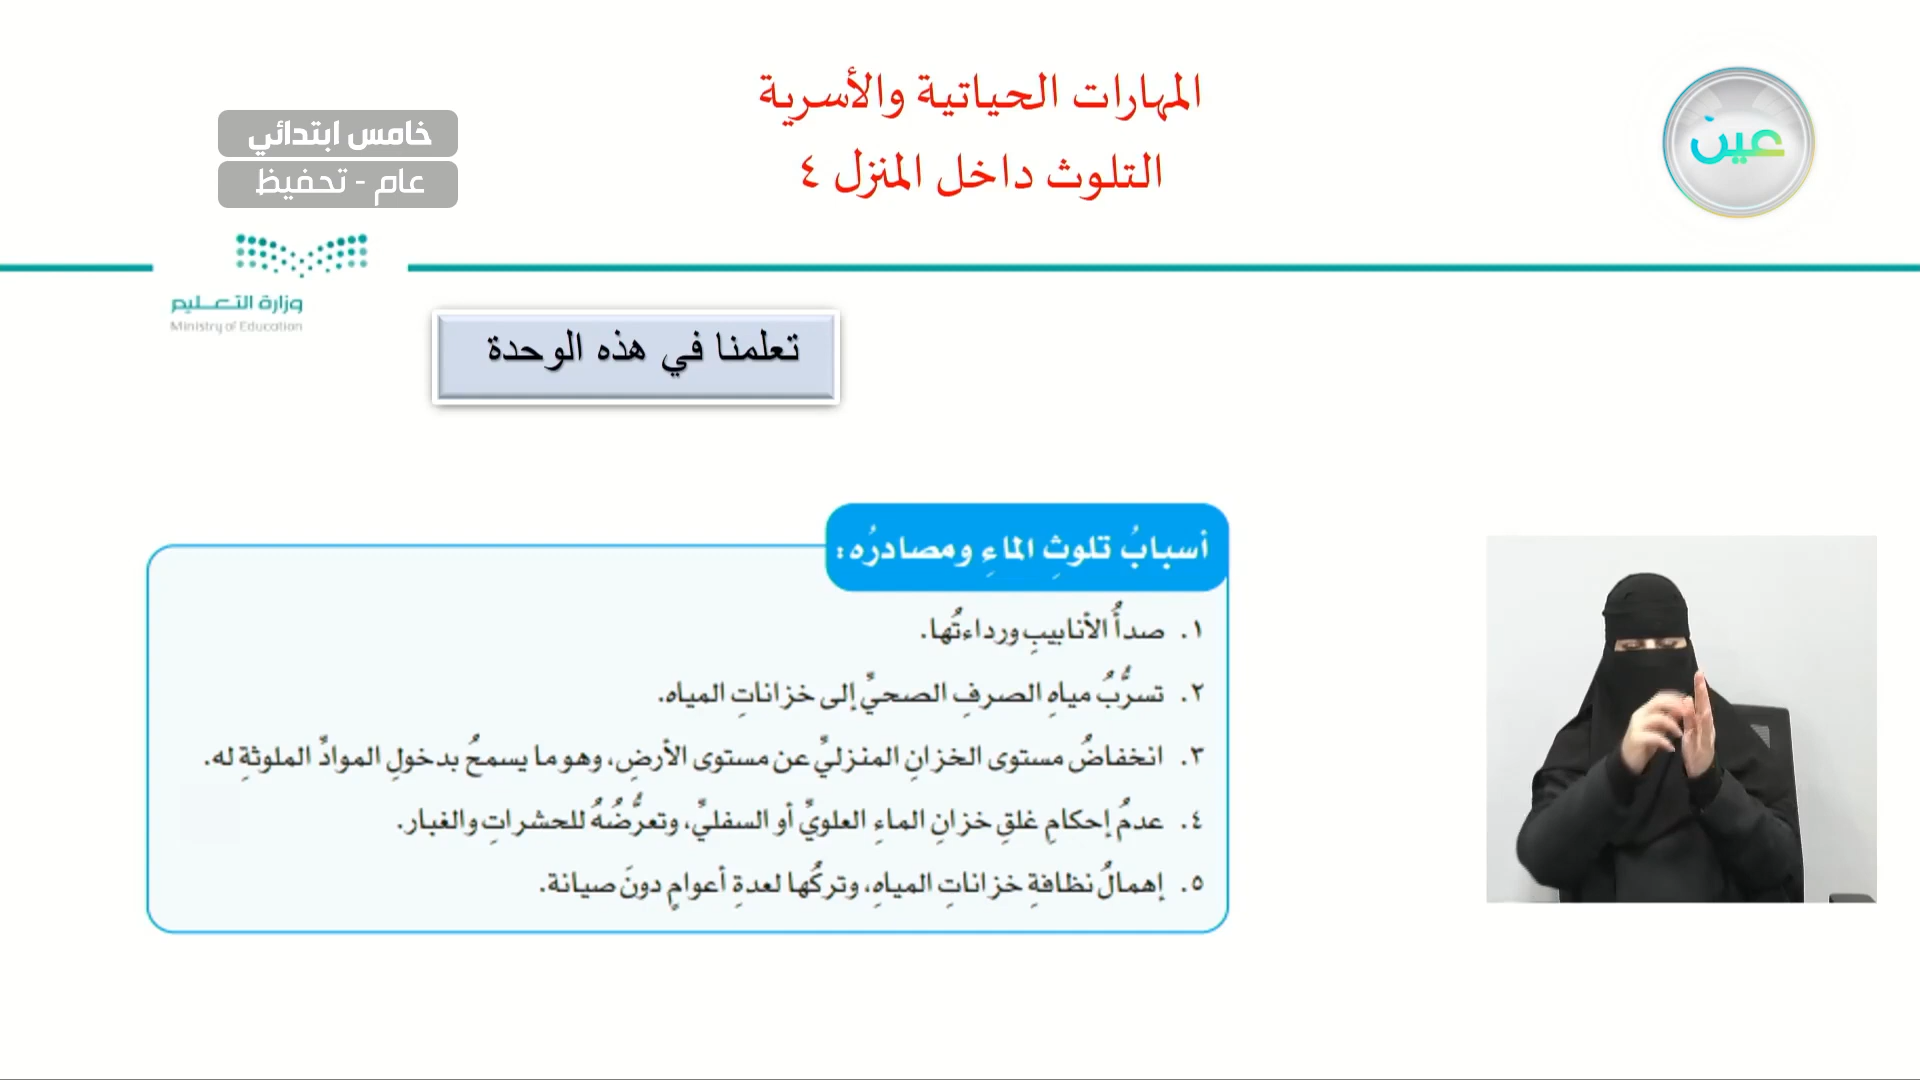 المهارات الحياتية والأسرية
التلوث داخل المنزل ٤
عين
خامس ابتدائي
عام - تحفيظ
وزارة التعليم
Ministry of Education
تعلمنا في هذه الوحدة
أسبابُ تلوثِ الماءِ ومصادرُه:
١. صدأُ الأنابيبِ ورداءتُها.
٢. تسرُّبُ مياهِ الصرفِ الصحيِّ إلى خزاناتِ المياه.
٣. انخفاضُ مستوى الخزانِ المنزليِّ عن مستوى الأرضِ، وهو ما يسمحُ بدخولِ الموادِّ الملوثةِ له.
٤. عدمُ إحكامِ غلقِ خزانِ الماءِ العلويِّ أو السفليِّ، وتعرُّضُهُ للحشراتِ والغبار.
٥. إهمالُ نظافةِ خزاناتِ المياهِ، وتركُها لعدةِ أعوامٍ دونَ صيانة.